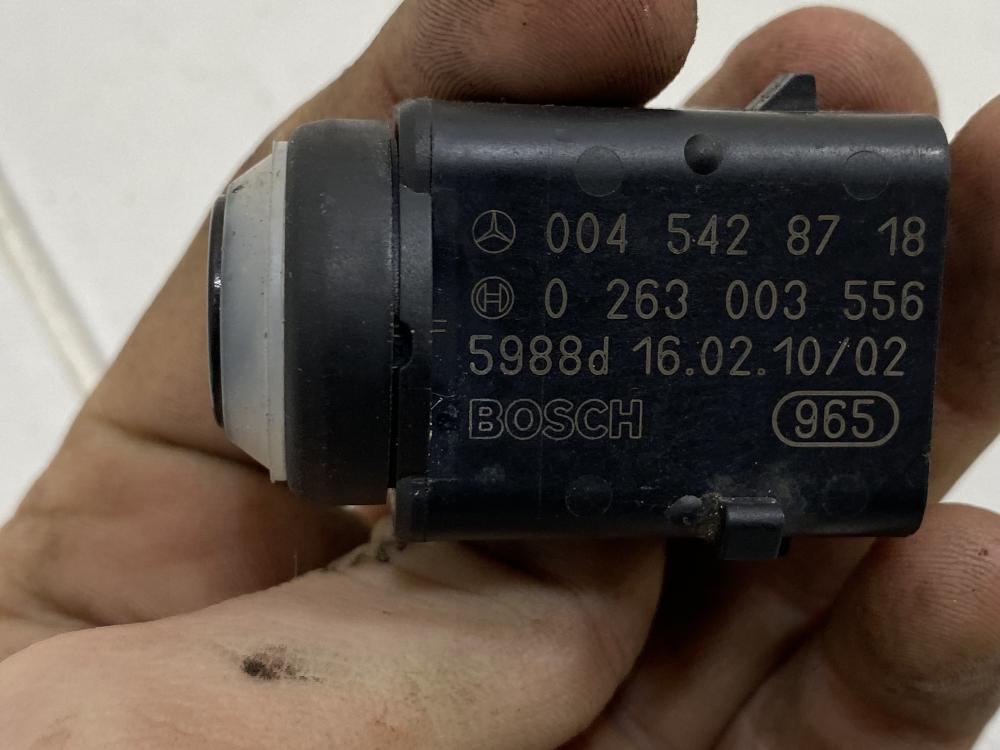 004 542 87 18
0 263 003 556
5988d 16.02.10/02
BOSCH 965